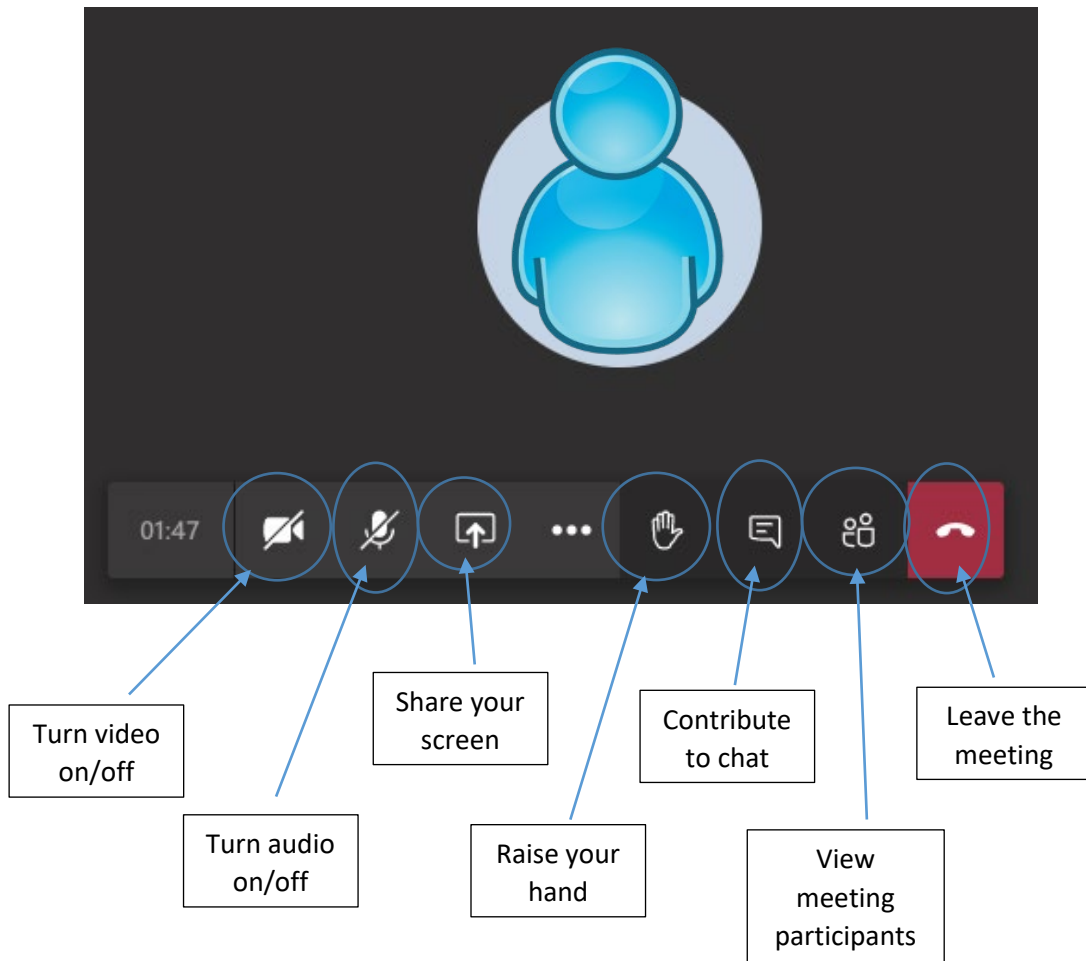 01:47
Turn video
on/off
Turn audio
on/off
Share your
screen
Raise your
hand
Contribute
to chat
View
meeting
participants
Leave the
meeting